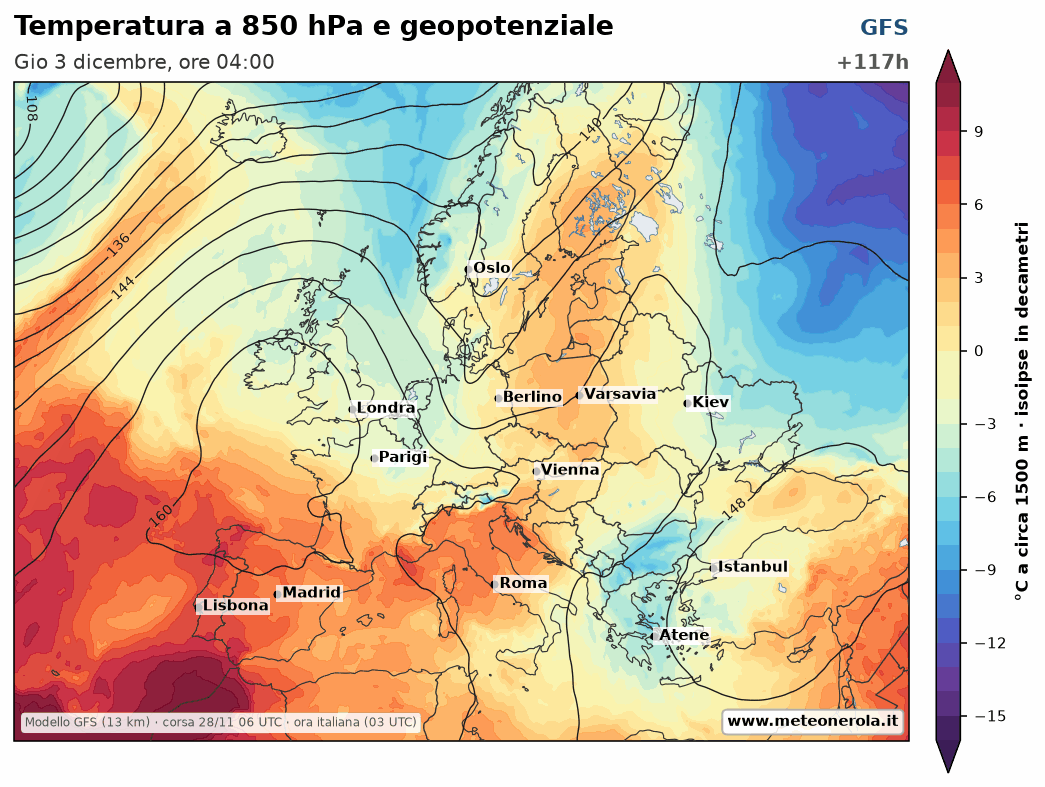 Temperatura a 850 hPa e geopotenziale
GFS
Gio 3 dicembre, ore 04:00
+117h
108
140
136
144
Oslo
Berlino
Varsavia
Londra
Kiev
Parigi
Vienna
148
160
Istanbul
Roma
Madrid
Lisbona
Atene
Modello GFS (13 km) · corsa 28/11 06 UTC · ora italiana (03 UTC)
www.meteonerola.it
9
6
3
0
−3
−6
−9
−12
−15
°C a circa 1500 m · isoipse in decametri